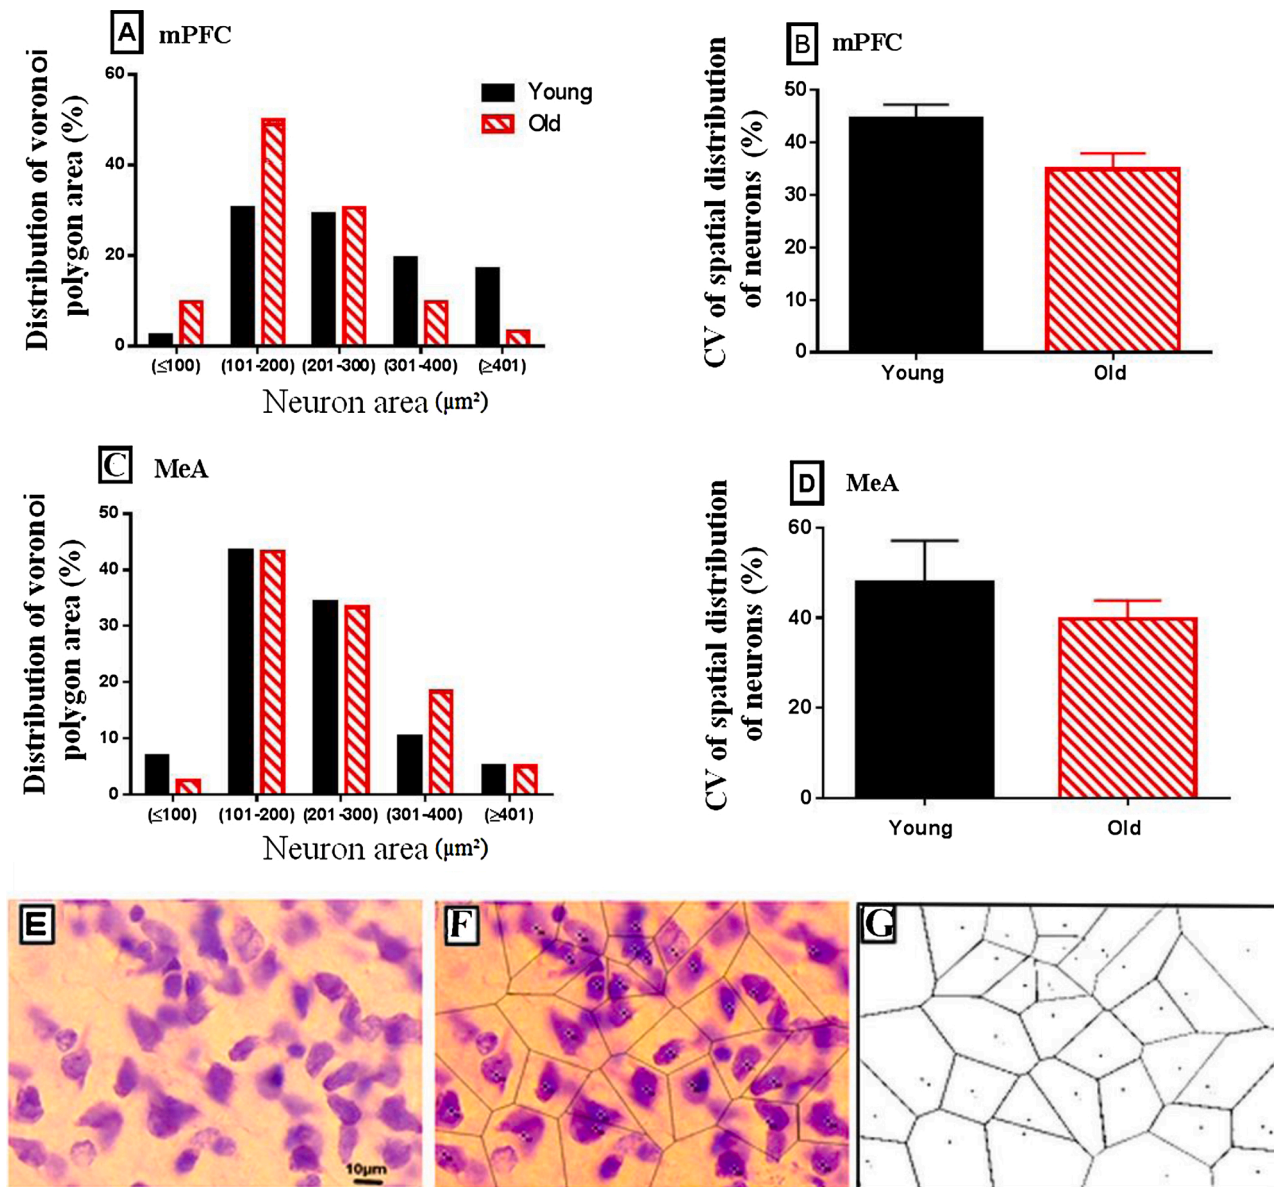 A mPFC
Distribution of voronoi
polygon area (%)
60
40
20
0
Young
Old
(≤100) (101-200) (201-300) (301-400) (≥401)
Neuron area (µm²)
B mPFC
CV of spatial distribution
of neurons (%)
50
40
30
20
10
0
Young Old
C MeA
Distribution of voronoi
polygon area (%)
50
40
30
20
10
0
(≤100) (101-200) (201-300) (301-400) (≥401)
Neuron area (µm²)
D MeA
CV of spatial distribution
of neurons (%)
60
40
20
0
Young Old
E
10µm
F
G